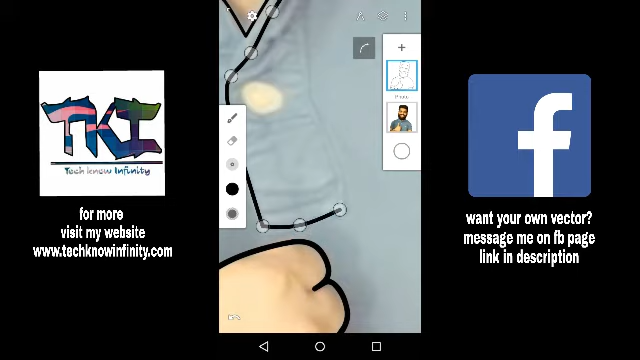 TKI
Tech know Infinity
for more
visit my website
www.techknowinfinity.com
Photo
want your own vector?
message me on fb page
link in description